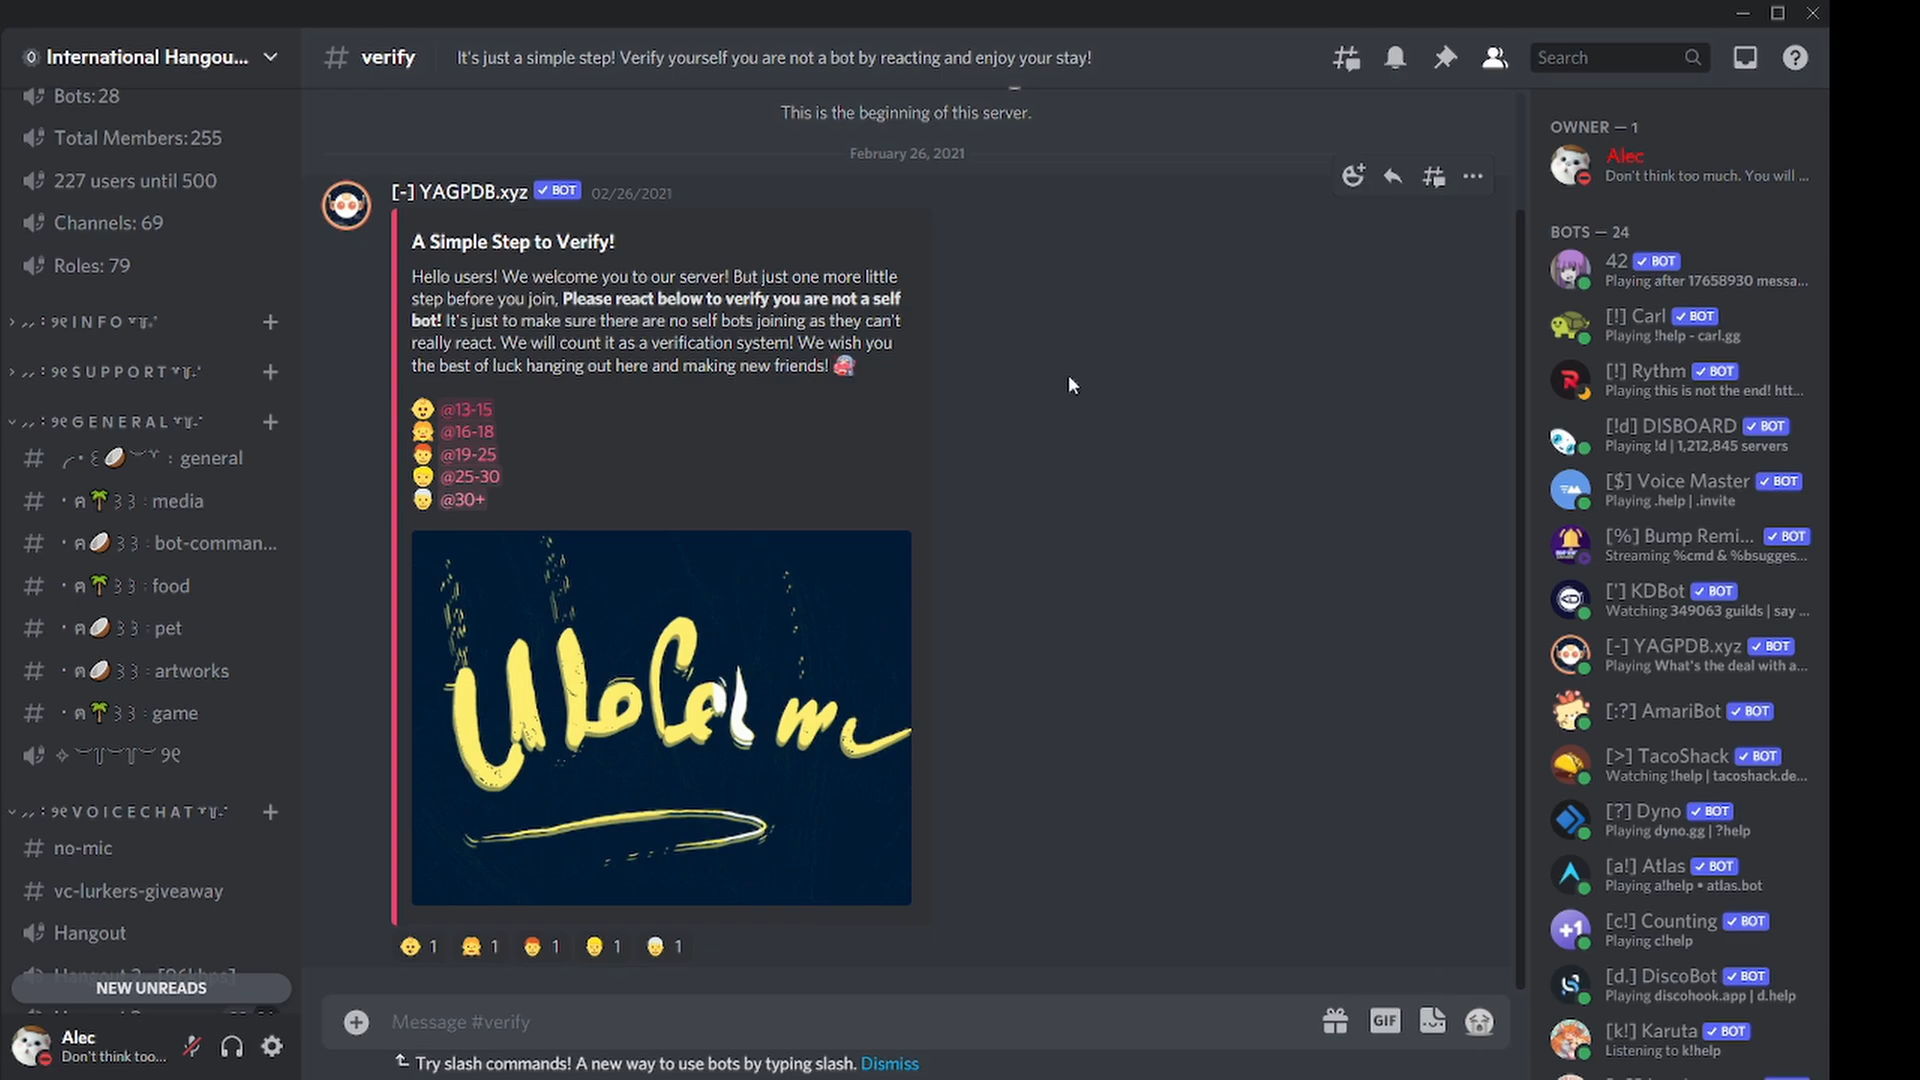 International Hangou...
Bots: 28
Total Members: 255
227 users until 500
Channels: 69
Roles: 79
INFO
SUPPORT
GENERAL
: general
: media
: bot-comman...
: food
: pet
: artworks
: game
VOICECHAT
no-mic
vc-lurkers-giveaway
Hangout
NEW UNREADS
Alec
Don't think too...
# verify
It's just a simple step! Verify yourself you are not a bot by reacting and enjoy your stay!
Search
This is the beginning of this server.
February 26, 2021
[-] YAGPDB.xyz ✓ BOT 02/26/2021
A Simple Step to Verify!
Hello users! We welcome you to our server! But just one more little
step before you join, Please react below to verify you are not a self
bot! It's just to make sure there are no self bots joining as they can't
really react. We will count it as a verification system! We wish you
the best of luck hanging out here and making new friends!
@13-15
@16-18
@19-25
@25-30
@30+
1 1 1 1 1
Message #verify
GIF
Try slash commands! A new way to use bots by typing slash. Dismiss
OWNER — 1
Alec
Don't think too much. You will ...
BOTS — 24
42 ✓ BOT
Playing after 17658930 messa...
[!] Carl ✓ BOT
Playing !help - carl.gg
[!] Rythm ✓ BOT
Playing this is not the end! htt...
[!d] DISBOARD ✓ BOT
Playing !d | 1,212,845 servers
[$] Voice Master ✓ BOT
Playing .help | .invite
[%] Bump Remi... ✓ BOT
Streaming %cmd & %bsugges...
['] KDBot ✓ BOT
Watching 349063 guilds | say ...
[-] YAGPDB.xyz ✓ BOT
Playing What's the deal with a...
[:?] AmariBot ✓ BOT
[>] TacoShack ✓ BOT
Watching !help | tacoshack.de...
[?] Dyno ✓ BOT
Playing dyno.gg | ?help
[a!] Atlas ✓ BOT
Playing a!help • atlas.bot
[c!] Counting ✓ BOT
Playing c!help
[d.] DiscoBot ✓ BOT
Playing discohook.app | d.help
[k!] Karuta ✓ BOT
Listening to k!help